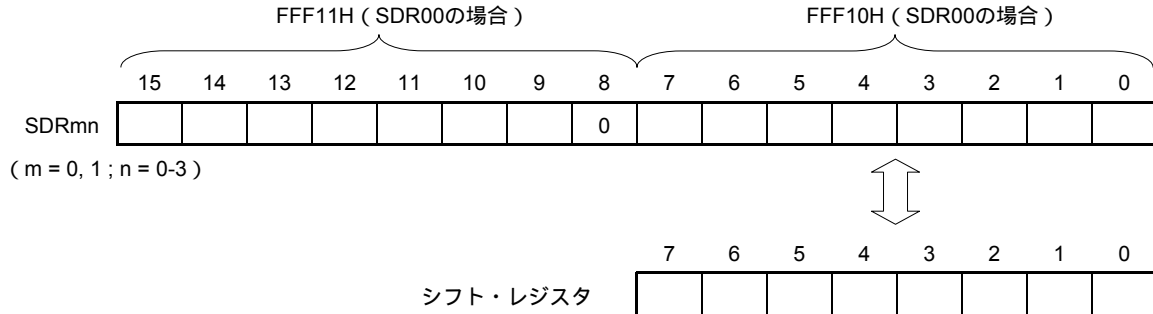 FFF11H（SDR00の場合） FFF10H（SDR00の場合）
15 14 13 12 11 10 9 8 7 6 5 4 3 2 1 0
SDRmn 0
（m = 0, 1 ; n = 0-3）
7 6 5 4 3 2 1 0
シフト・レジスタ